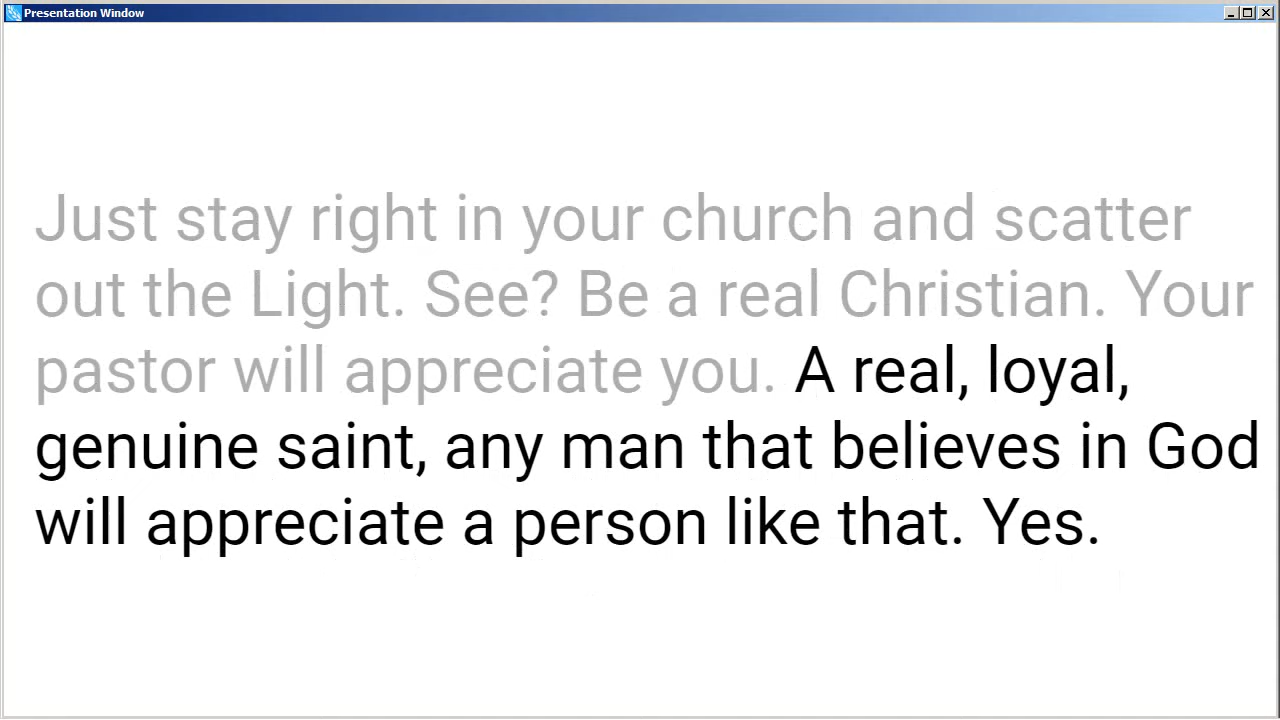 Presentation Window
Just stay right in your church and scatter
out the Light. See? Be a real Christian. Your
pastor will appreciate you. A real, loyal,
genuine saint, any man that believes in God
will appreciate a person like that. Yes.